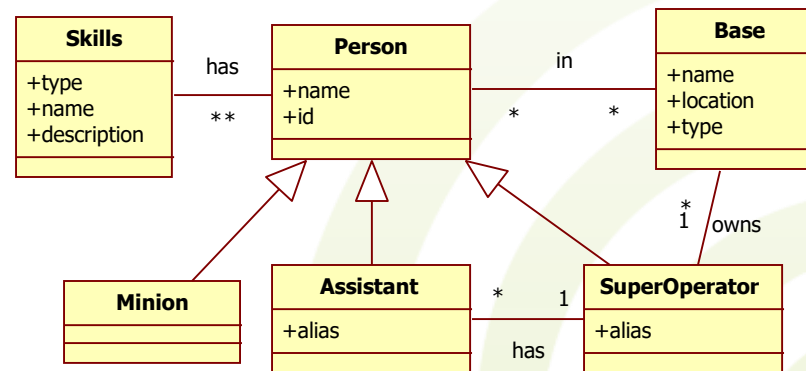 Skills
+type
+name
+description
has
**
Person
+name
+id
in
*
*
Base
+name
+location
+type
*
1
owns
Minion
Assistant
+alias
*
1
has
SuperOperator
+alias